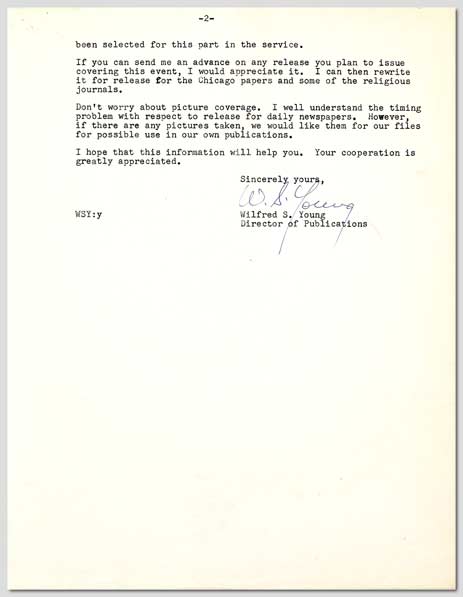 -2-
been selected for this part in the service.
If you can send me an advance on any release you plan to issue
covering this event, I would appreciate it. I can then rewrite
it for release for the Chicago papers and some of the religious
journals.
Don't worry about picture coverage. I well understand the timing
problem with respect to release for daily newspapers. However,
if there are any pictures taken, we would like them for our files
for possible use in our own publications.
I hope that this information will help you. Your cooperation is
greatly appreciated.
Sincerely yours,
W. S. Young
WSY:y
Wilfred S. Young
Director of Publications